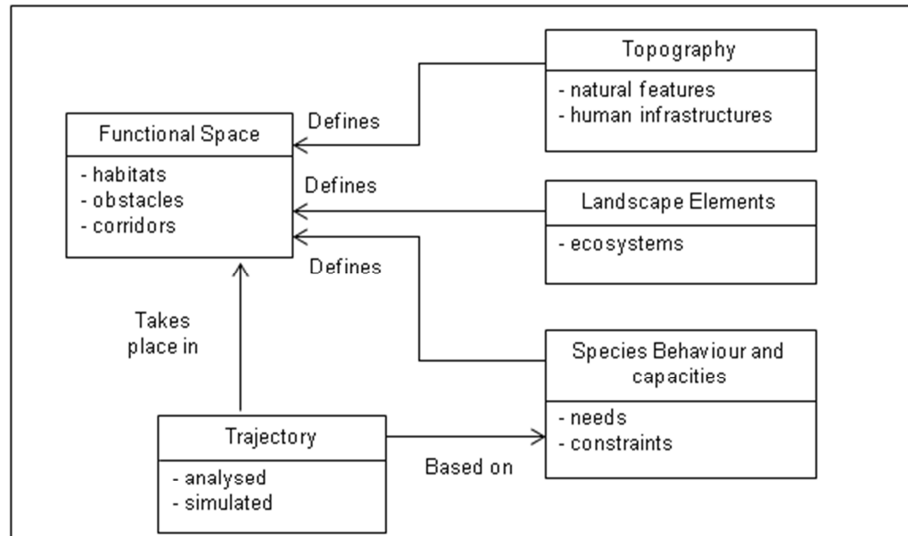 Topography
- natural features
- human infrastructures
Defines
Functional Space
- habitats
- obstacles
- corridors
Defines
Landscape Elements
- ecosystems
Defines
Takes
place in
Species Behaviour and
capacities
- needs
- constraints
Trajectory
- analysed
- simulated
Based on